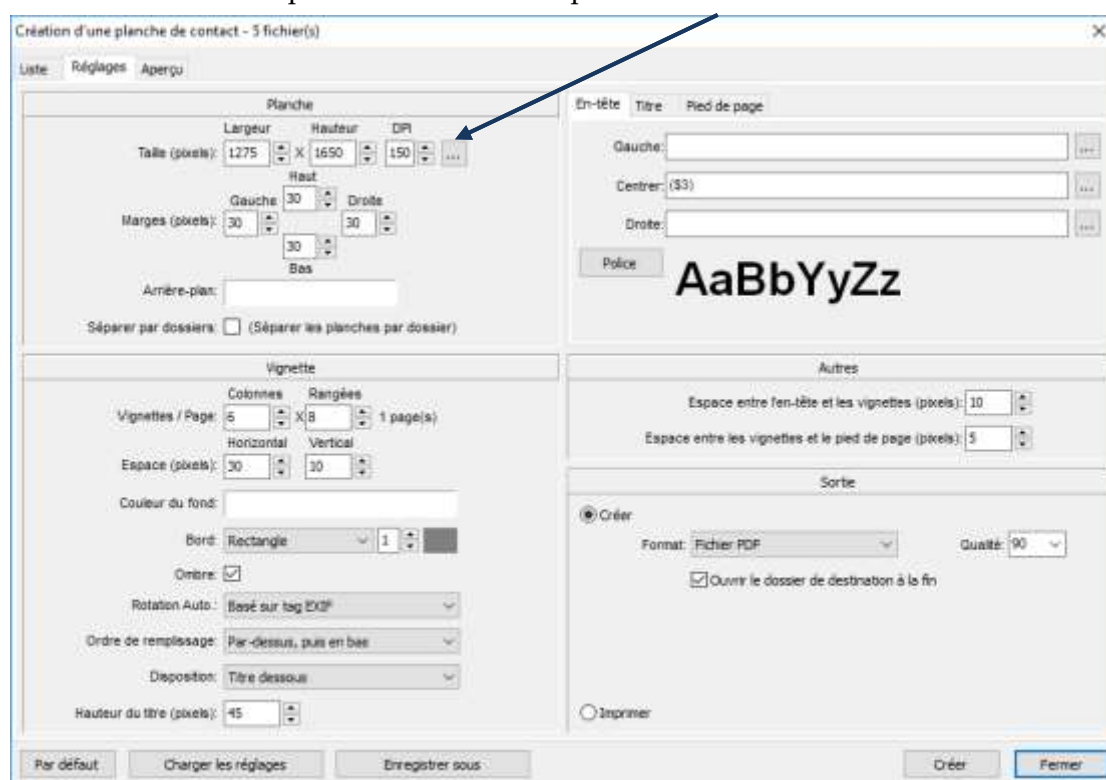 Création d'une planche de contact - 5 fichier(s)
Liste Réglages Aperçu
Planche
Largeur Hauteur DPI
Taille (pixels): 1275 X 1650 150 ...
Haut
Gauche 30 Droite
Marges (pixels): 30 30
30
Bas
Arrière-plan:
Séparer par dossiers: (Séparer les planches par dossier)
Vignette
Colonnes Rangées
Vignettes / Page: 6 X 8 1 page(s)
Horizontal Vertical
Espace (pixels): 30 10
Couleur du fond:
Bord: Rectangle 1
Ombre:
Rotation Auto.: Basé sur tag EXIF
Ordre de remplissage: Par-dessus, puis en bas
Disposition: Titre dessous
Hauteur du titre (pixels): 45
En-tête Titre Pied de page
Gauche: ...
Centrer: ($3) ...
Droite: ...
Police AaBbYyZz
Autres
Espace entre l'en-tête et les vignettes (pixels): 10
Espace entre les vignettes et le pied de page (pixels): 5
Sortie
Créer
Format: Fichier PDF Qualité: 90
Ouvrir le dossier de destination à la fin
Imprimer
Par défaut Charger les réglages Enregistrer sous Créer Fermer